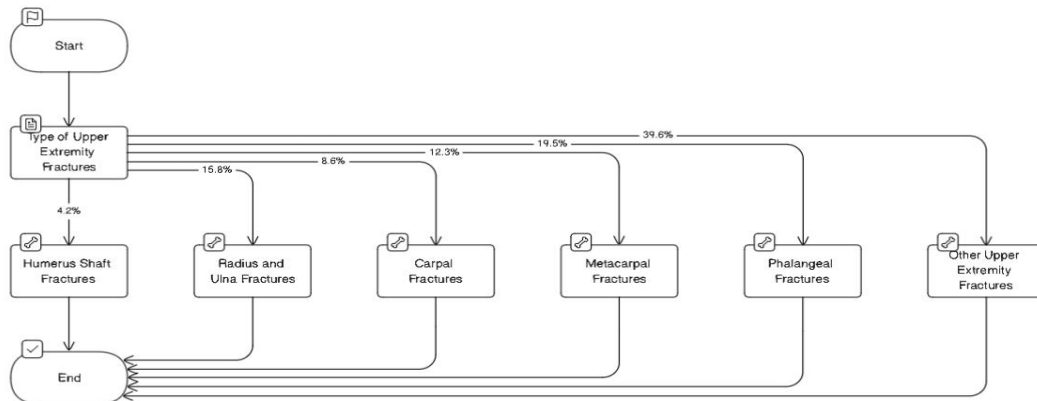 Start
Type of Upper
Extremity
Fractures
39.6%
19.5%
12.3%
8.6%
15.8%
4.2%
Humerus Shaft
Fractures
Radius and
Ulna Fractures
Carpal
Fractures
Metacarpal
Fractures
Phalangeal
Fractures
Other Upper
Extremity
Fractures
End